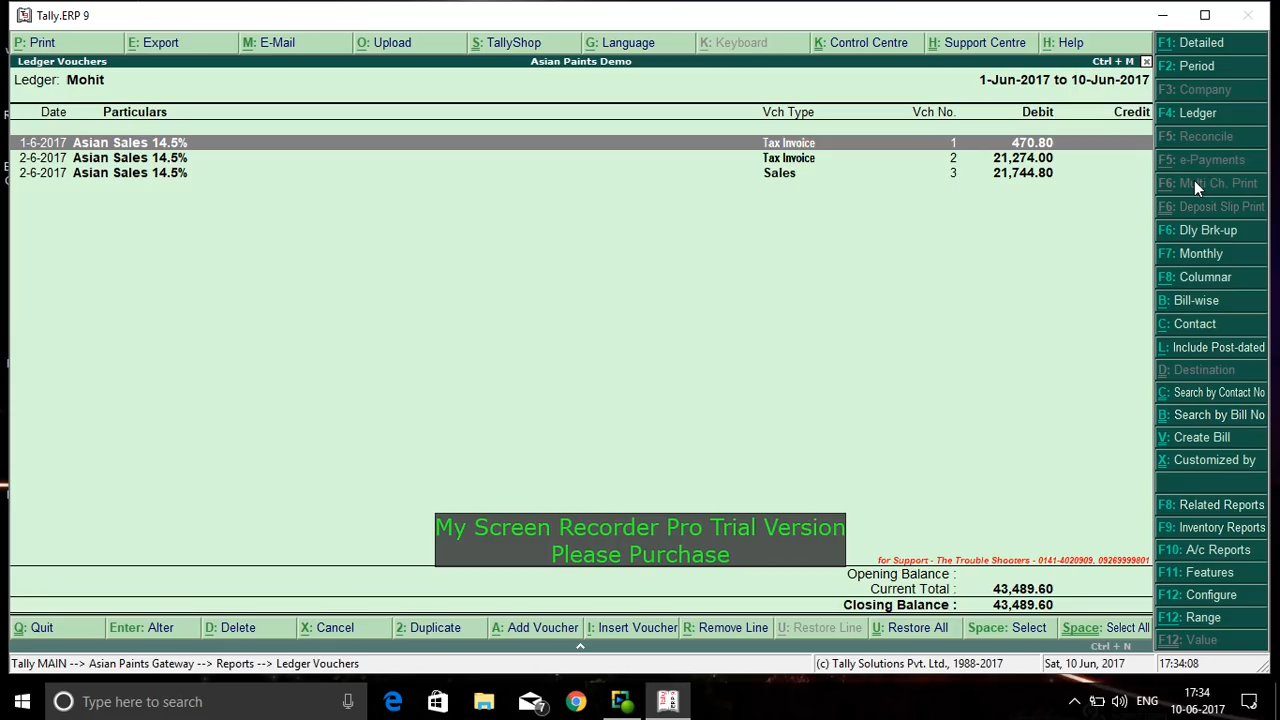 Tally.ERP 9
P: Print E: Export M: E-Mail O: Upload S: TallyShop G: Language K: Keyboard K: Control Centre H: Support Centre H: Help
Ledger Vouchers Asian Paints Demo Ctrl + M
Ledger: Mohit 1-Jun-2017 to 10-Jun-2017
Date Particulars Vch Type Vch No. Debit Credit
1-6-2017 Asian Sales 14.5% Tax Invoice 1 470.80
2-6-2017 Asian Sales 14.5% Tax Invoice 2 21,274.00
2-6-2017 Asian Sales 14.5% Sales 3 21,744.80
My Screen Recorder Pro Trial Version
Please Purchase
for Support - The Trouble Shooters - 0141-4020909, 09269999801
Opening Balance :
Current Total : 43,489.60
Closing Balance : 43,489.60
F1: Detailed
F2: Period
F3: Company
F4: Ledger
F5: Reconcile
F5: e-Payments
F6: Multi Ch. Print
F6: Deposit Slip Print
F6: Dly Brk-up
F7: Monthly
F8: Columnar
B: Bill-wise
C: Contact
L: Include Post-dated
D: Destination
C: Search by Contact No
B: Search by Bill No
V: Create Bill
X: Customized by
F8: Related Reports
F9: Inventory Reports
F10: A/c Reports
F11: Features
F12: Configure
F12: Range
F12: Value
Q: Quit Enter: Alter D: Delete X: Cancel 2: Duplicate A: Add Voucher I: Insert Voucher R: Remove Line U: Restore Line U: Restore All Space: Select Space: Select All
Ctrl + N
Tally MAIN --> Asian Paints Gateway --> Reports --> Ledger Vouchers (c) Tally Solutions Pvt. Ltd., 1988-2017 Sat, 10 Jun, 2017 17:34:08
Type here to search 7 ENG 17:34
10-06-2017